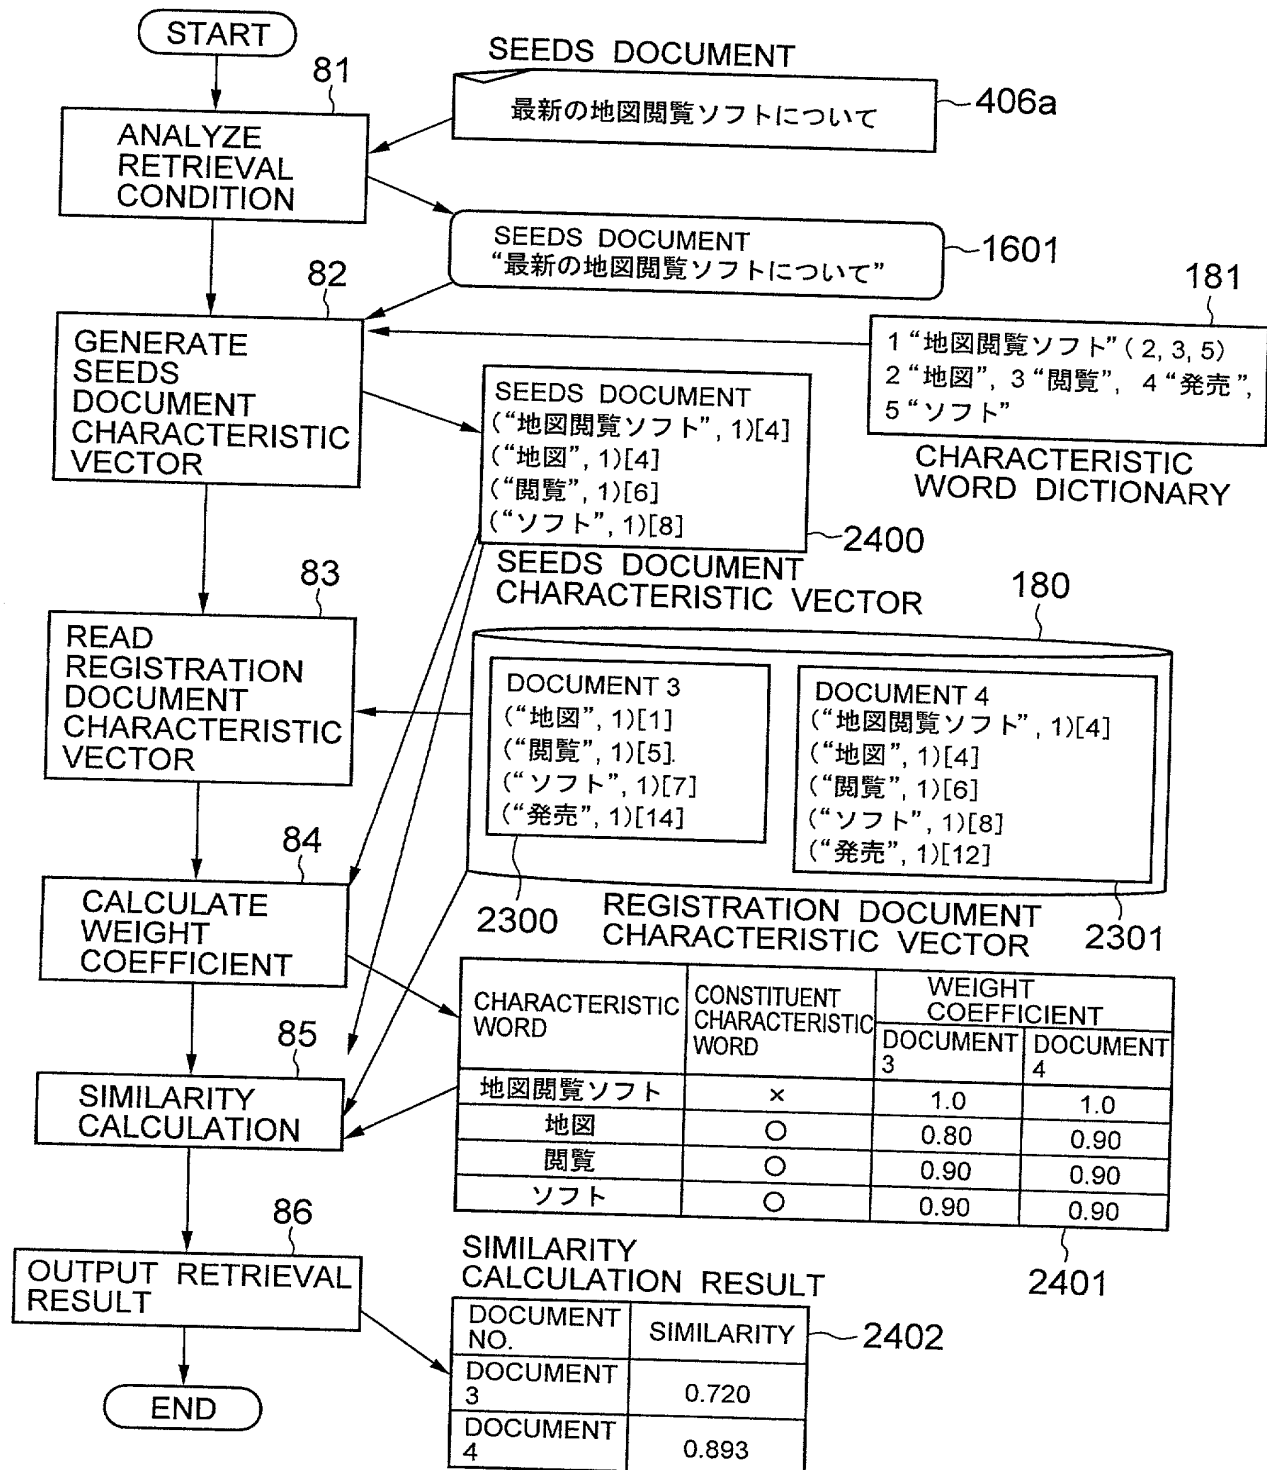 START
SEEDS DOCUMENT
81
最新の地図閲覧ソフトについて
406a
ANALYZE
RETRIEVAL
CONDITION
SEEDS DOCUMENT
“最新の地図閲覧ソフトについて”
1601
82
181
GENERATE
SEEDS
DOCUMENT
CHARACTERISTIC
VECTOR
1 “地図閲覧ソフト” ( 2, 3, 5)
2 “地図”, 3 “閲覧”, 4 “発売”,
5 “ソフト”
CHARACTERISTIC
WORD DICTIONARY
SEEDS DOCUMENT
(“地図閲覧ソフト”, 1)[4]
(“地図”, 1)[4]
(“閲覧”, 1)[6]
(“ソフト”, 1)[8]
2400
SEEDS DOCUMENT
CHARACTERISTIC VECTOR
83
180
READ
REGISTRATION
DOCUMENT
CHARACTERISTIC
VECTOR
DOCUMENT 3
(“地図”, 1)[1]
(“閲覧”, 1)[5].
(“ソフト”, 1)[7]
(“発売”, 1)[14]
DOCUMENT 4
(“地図閲覧ソフト”, 1)[4]
(“地図”, 1)[4]
(“閲覧”, 1)[6]
(“ソフト”, 1)[8]
(“発売”, 1)[12]
2300
REGISTRATION DOCUMENT
CHARACTERISTIC VECTOR
2301
84
CALCULATE
WEIGHT
COEFFICIENT
CHARACTERISTIC
WORD
CONSTITUENT
CHARACTERISTIC
WORD
WEIGHT
COEFFICIENT
DOCUMENT
3
DOCUMENT
4
地図閲覧ソフト × 1.0 1.0
地図 ○ 0.80 0.90
閲覧 ○ 0.90 0.90
ソフト ○ 0.90 0.90
2401
85
SIMILARITY
CALCULATION
86
OUTPUT RETRIEVAL
RESULT
SIMILARITY
CALCULATION RESULT
DOCUMENT
NO.
SIMILARITY
2402
DOCUMENT
3
0.720
DOCUMENT
4
0.893
END